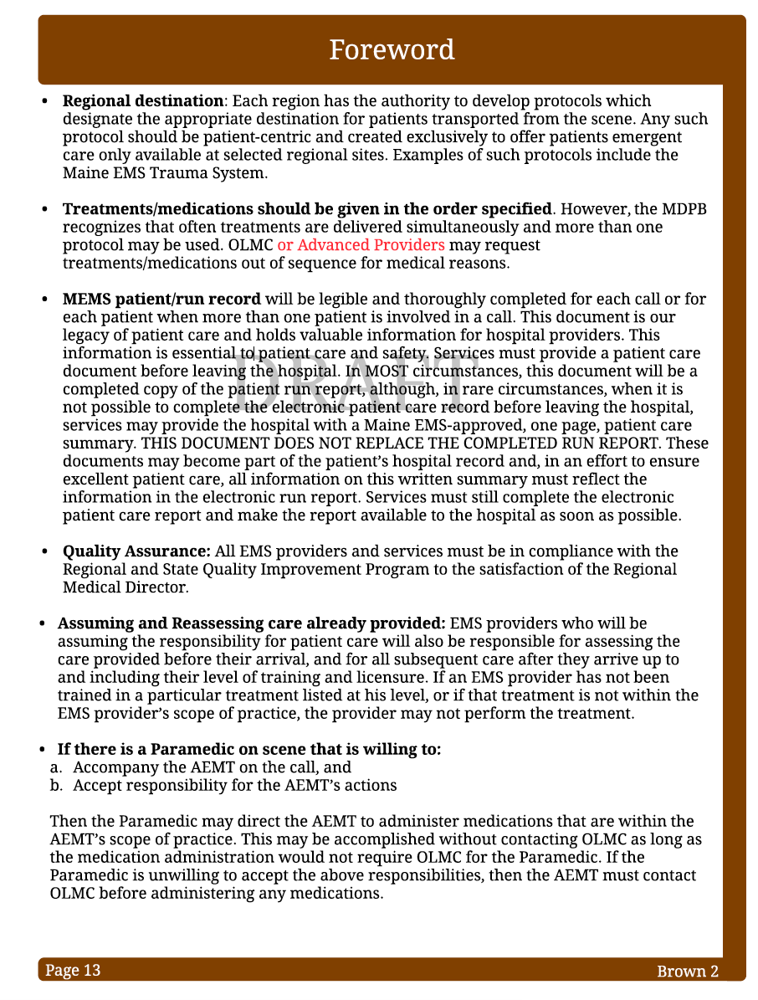 Foreword
• Regional destination: Each region has the authority to develop protocols which
designate the appropriate destination for patients transported from the scene. Any such
protocol should be patient-centric and created exclusively to offer patients emergent
care only available at selected regional sites. Examples of such protocols include the
Maine EMS Trauma System.
• Treatments/medications should be given in the order specified. However, the MDPB
recognizes that often treatments are delivered simultaneously and more than one
protocol may be used. OLMC or Advanced Providers may request
treatments/medications out of sequence for medical reasons.
• MEMS patient/run record will be legible and thoroughly completed for each call or for
each patient when more than one patient is involved in a call. This document is our
legacy of patient care and holds valuable information for hospital providers. This
information is essential to patient care and safety. Services must provide a patient care
document before leaving the hospital. In MOST circumstances, this document will be a
completed copy of the patient run report, although, in rare circumstances, when it is
not possible to complete the electronic patient care record before leaving the hospital,
services may provide the hospital with a Maine EMS-approved, one page, patient care
summary. THIS DOCUMENT DOES NOT REPLACE THE COMPLETED RUN REPORT. These
documents may become part of the patient’s hospital record and, in an effort to ensure
excellent patient care, all information on this written summary must reflect the
information in the electronic run report. Services must still complete the electronic
patient care report and make the report available to the hospital as soon as possible.
DRAFT
• Quality Assurance: All EMS providers and services must be in compliance with the
Regional and State Quality Improvement Program to the satisfaction of the Regional
Medical Director.
• Assuming and Reassessing care already provided: EMS providers who will be
assuming the responsibility for patient care will also be responsible for assessing the
care provided before their arrival, and for all subsequent care after they arrive up to
and including their level of training and licensure. If an EMS provider has not been
trained in a particular treatment listed at his level, or if that treatment is not within the
EMS provider’s scope of practice, the provider may not perform the treatment.
• If there is a Paramedic on scene that is willing to:
a. Accompany the AEMT on the call, and
b. Accept responsibility for the AEMT’s actions
Then the Paramedic may direct the AEMT to administer medications that are within the
AEMT’s scope of practice. This may be accomplished without contacting OLMC as long as
the medication administration would not require OLMC for the Paramedic. If the
Paramedic is unwilling to accept the above responsibilities, then the AEMT must contact
OLMC before administering any medications.
Page 13
Brown 2